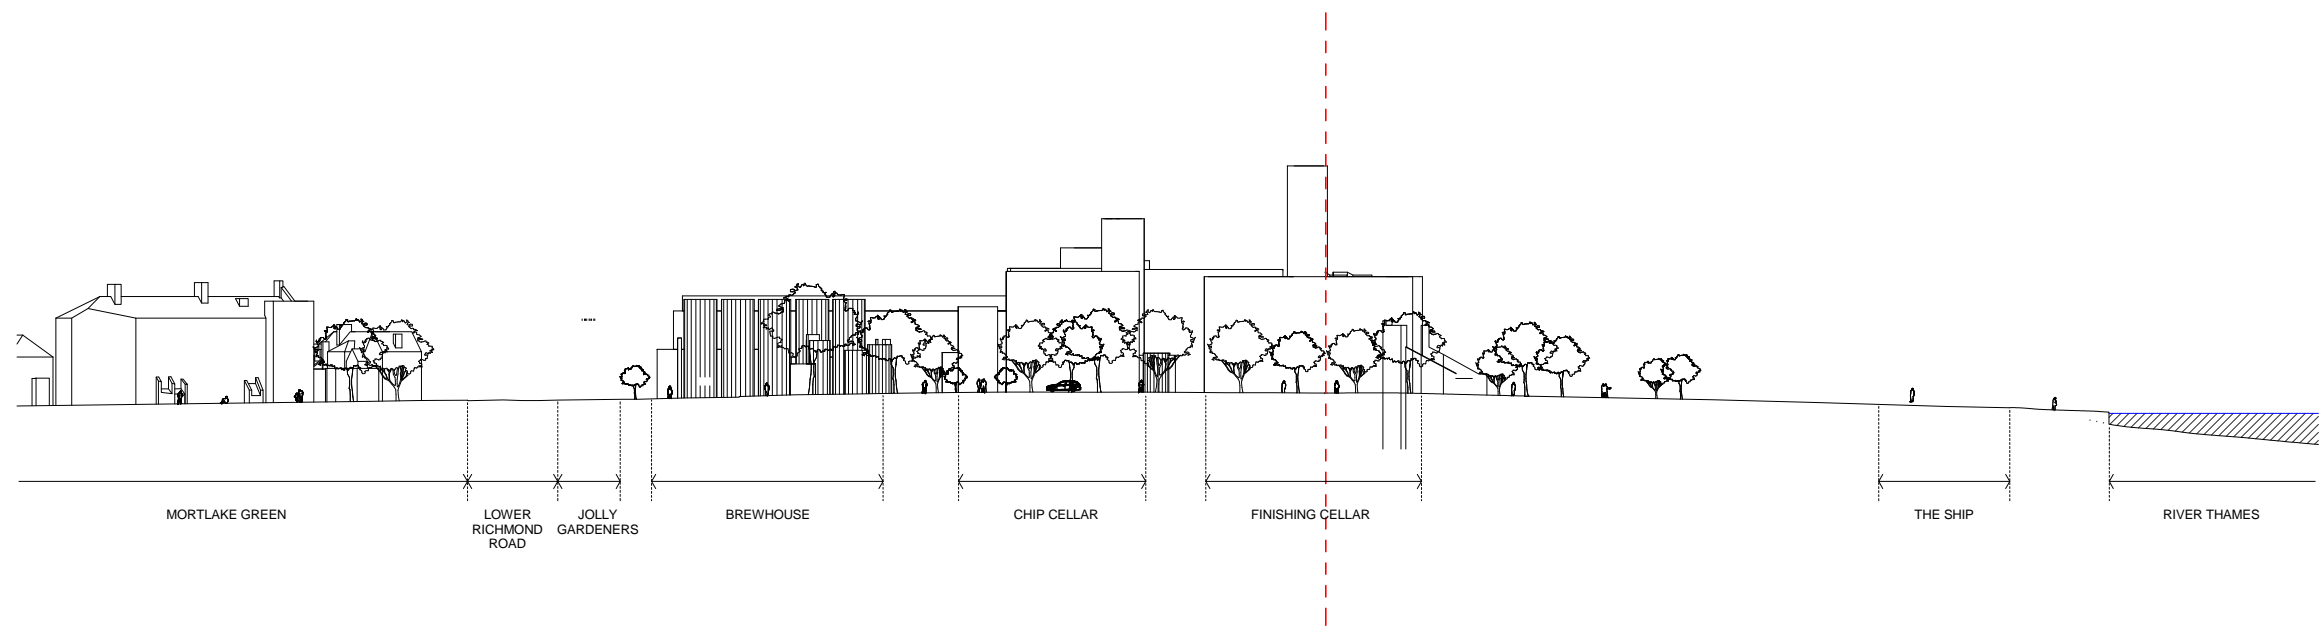 MORTLAKE GREEN
LOWER
RICHMOND
ROAD
JOLLY
GARDENERS
BREWHOUSE
CHIP CELLAR
FINISHING CELLAR
THE SHIP
RIVER THAMES